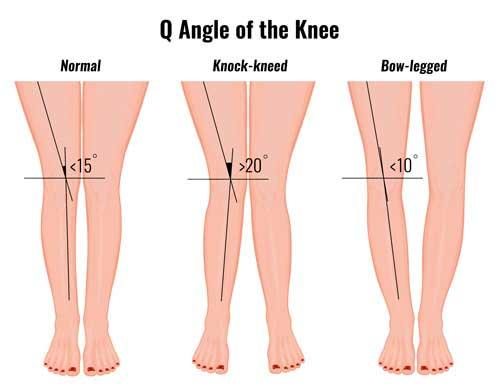 Q Angle of the Knee
Normal
Knock-kneed
Bow-legged
<15°
>20°
<10°